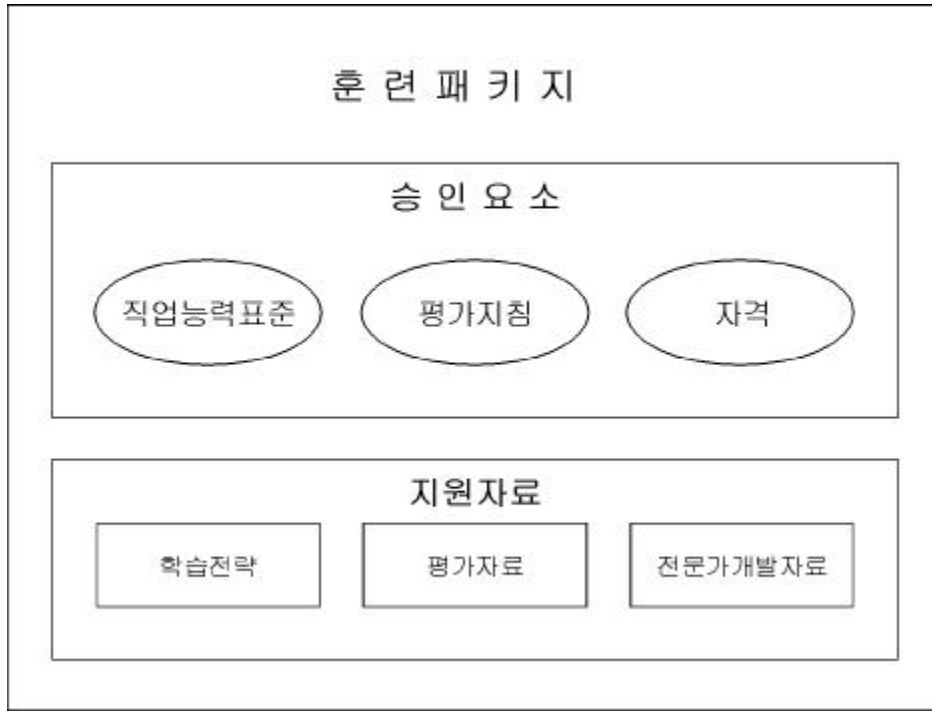 훈 련 패 키 지
승 인 요 소
직업능력표준 평가지침 자격
지원자료
학습전략 평가자료 전문가개발자료